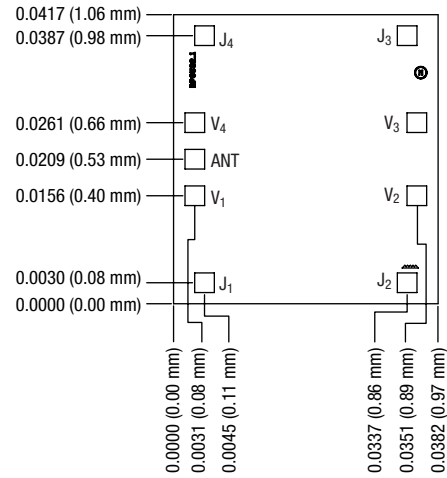 0.0417 (1.06 mm)
0.0387 (0.98 mm)
J4
J3
0.0261 (0.66 mm)
V4
V3
0.0209 (0.53 mm)
ANT
0.0156 (0.40 mm)
V1
V2
0.0030 (0.08 mm)
J1
J2
0.0000 (0.00 mm)
0.0000 (0.00 mm)
0.0031 (0.08 mm)
0.0045 (0.11 mm)
0.0337 (0.86 mm)
0.0351 (0.89 mm)
0.0382 (0.97 mm)